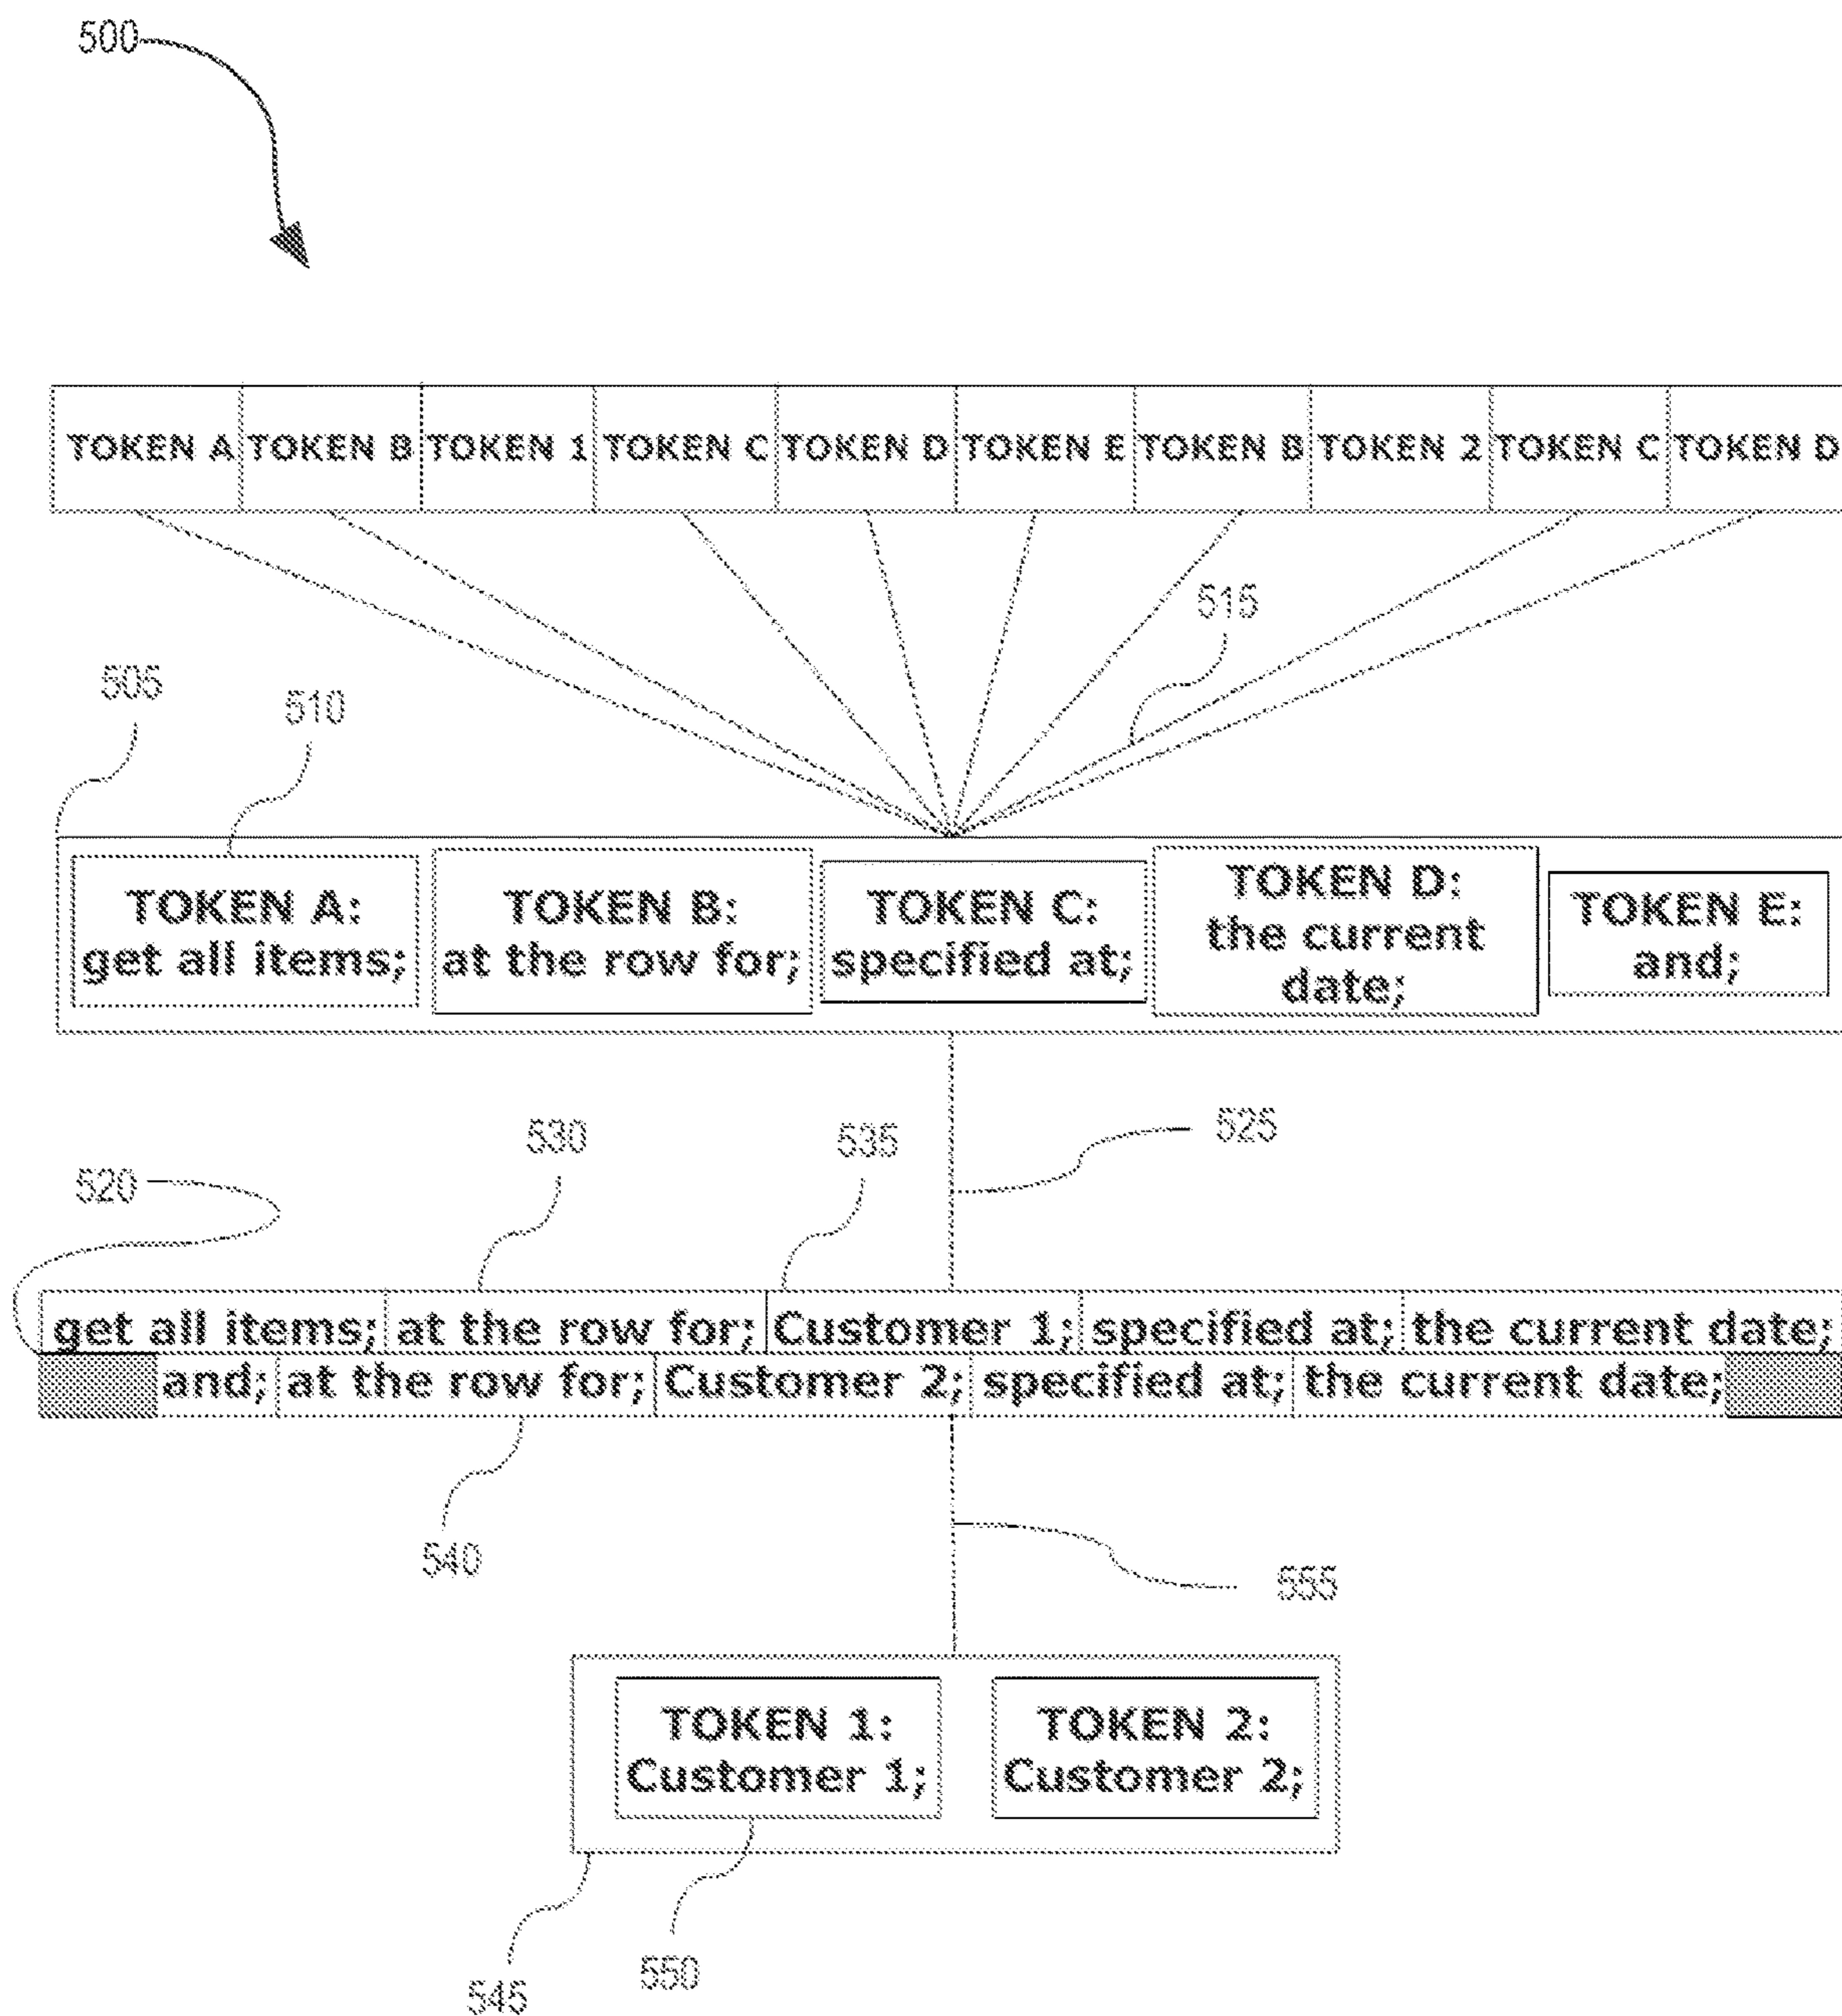 500
TOKEN A TOKEN B TOKEN 1 TOKEN C TOKEN D TOKEN E TOKEN B TOKEN 2 TOKEN C TOKEN D
515
505
510
TOKEN A:
get all items;
TOKEN B:
at the row for;
TOKEN C:
specified at;
TOKEN D:
the current
date;
TOKEN E:
and;
520
530
535
525
get all items; at the row for; Customer 1; specified at; the current date;
and; at the row for; Customer 2; specified at; the current date;
540
555
TOKEN 1:
Customer 1;
TOKEN 2:
Customer 2;
545
550